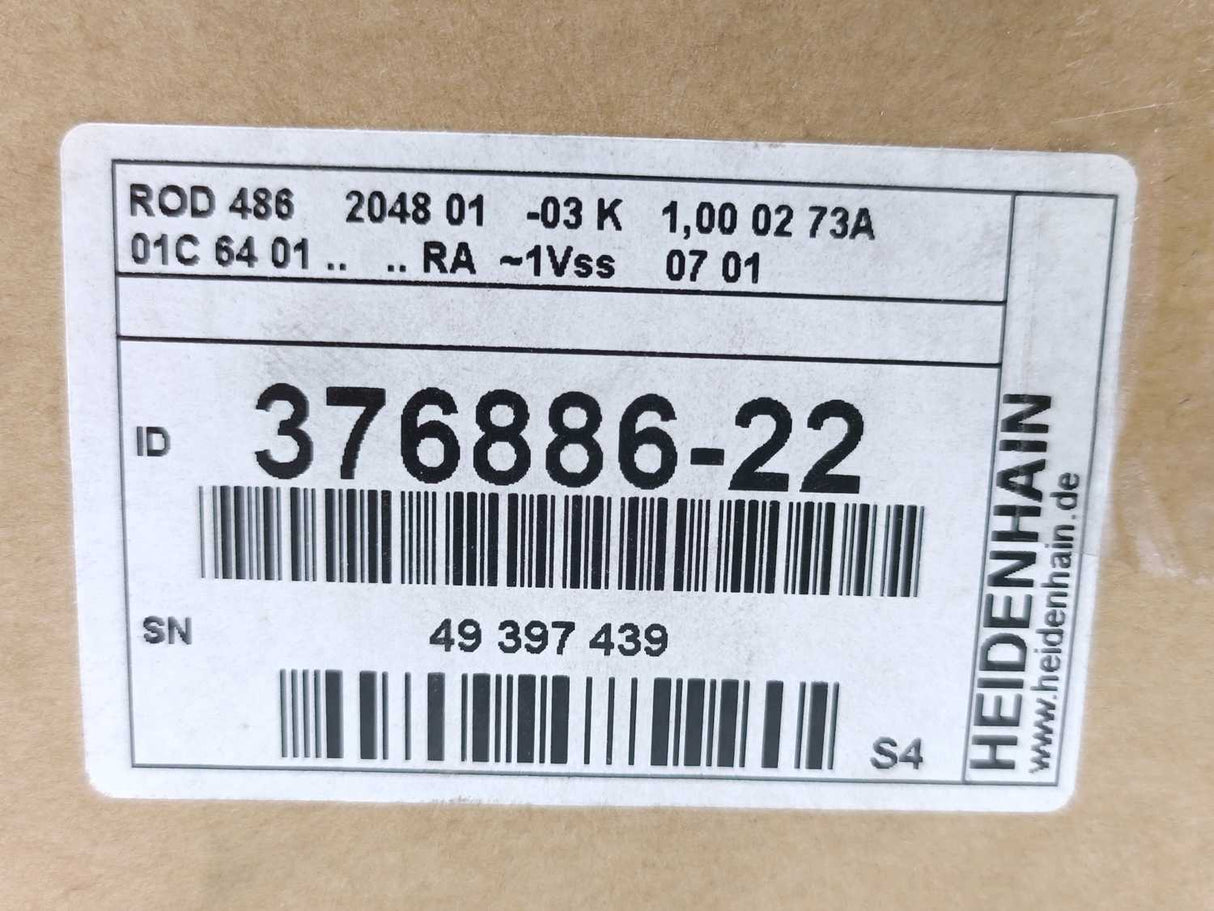 ROD 486 2048 01 -03 K 1,00 02 73A
01C 64 01 .. .. RA ~1Vss 07 01
ID 376886-22
SN 49 397 439
S4
HEIDENHAIN
www.heidenhain.de